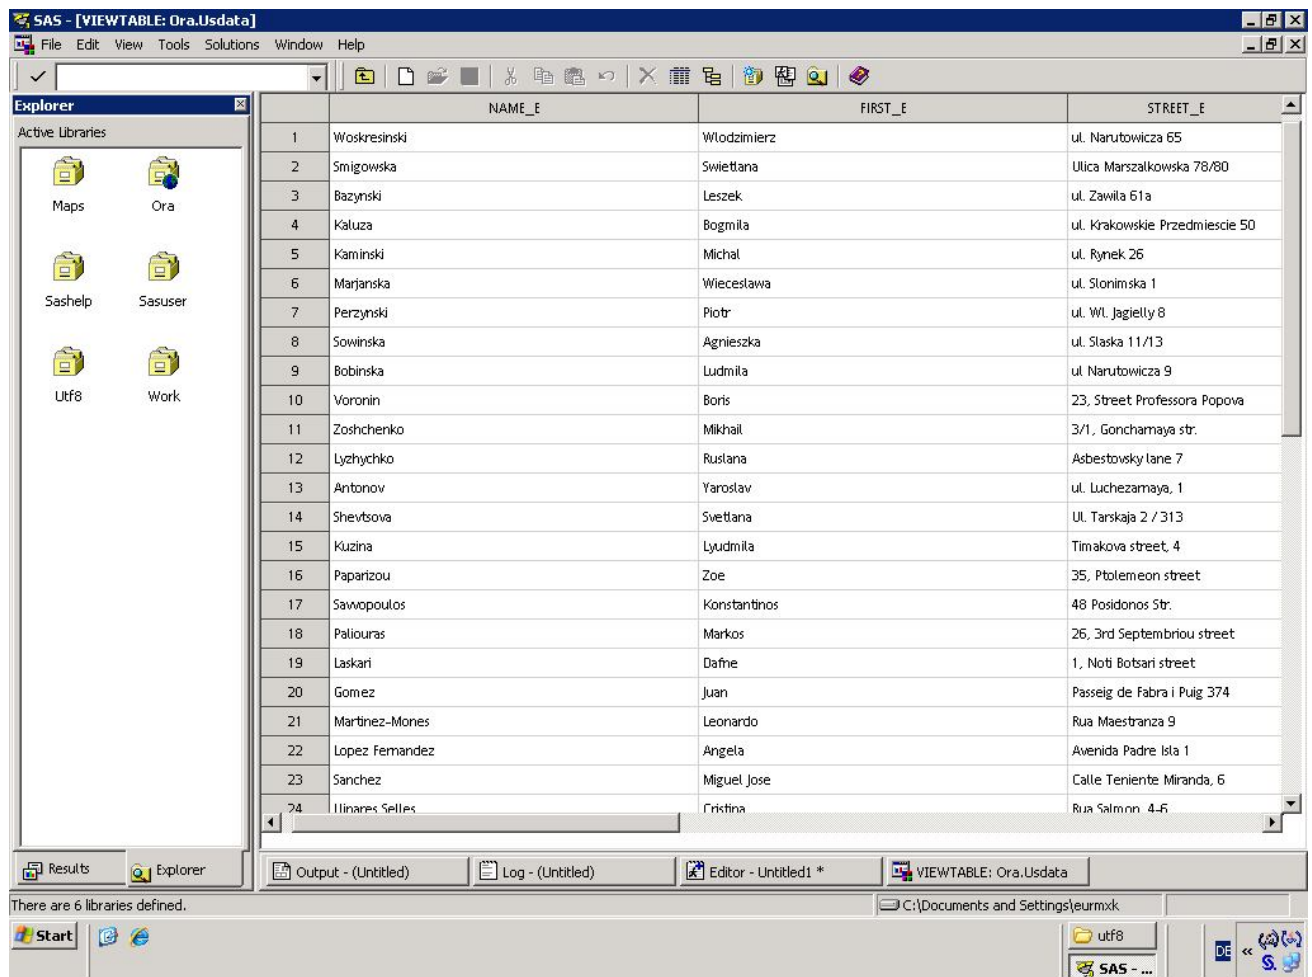 SAS - [VIEWTABLE: Ora.Usdata]
File Edit View Tools Solutions Window Help
Explorer
Active Libraries
Maps Ora
Sashelp Sasuser
Utf8 Work
NAME_E FIRST_E STREET_E
1 Woskresinski Wlodzimierz ul. Narutowicza 65
2 Smigowska Swietlana Ulica Marszalkowska 78/80
3 Bazynski Leszek ul. Zawila 61a
4 Kaluza Bogmila ul. Krakowskie Przedmiescie 50
5 Kaminski Michal ul. Rynek 26
6 Marjanska Wieceslawa ul. Slonimska 1
7 Perzynski Piotr ul. Wl. Jagielly 8
8 Sowinska Agnieszka ul. Slaska 11/13
9 Bobinska Ludmila ul Narutowicza 9
10 Voronin Boris 23, Street Professora Popova
11 Zoshchenko Mikhail 3/1, Goncharnaya str.
12 Lyzhychko Ruslana Asbestovsky lane 7
13 Antonov Yaroslav ul. Luchezarnaya, 1
14 Shevtsova Svetlana Ul. Tarskaja 2 / 313
15 Kuzina Lyudmila Timakova street, 4
16 Paparizou Zoe 35, Ptolemeon street
17 Savvopoulos Konstantinos 48 Posidonos Str.
18 Paliouras Markos 26, 3rd Septembriou street
19 Laskari Dafne 1, Noti Botsari street
20 Gomez Juan Passeig de Fabra i Puig 374
21 Martinez-Mones Leonardo Rua Maestranza 9
22 Lopez Fernandez Angela Avenida Padre Isla 1
23 Sanchez Miguel Jose Calle Teniente Miranda, 6
24 Llinares Selles Cristina Rua Salmon, 4-6
Results Explorer
Output - (Untitled) Log - (Untitled) Editor - Untitled1 * VIEWTABLE: Ora.Usdata
There are 6 libraries defined.
C:\Documents and Settings\eurmxk
Start
utf8
SAS - ...
DE